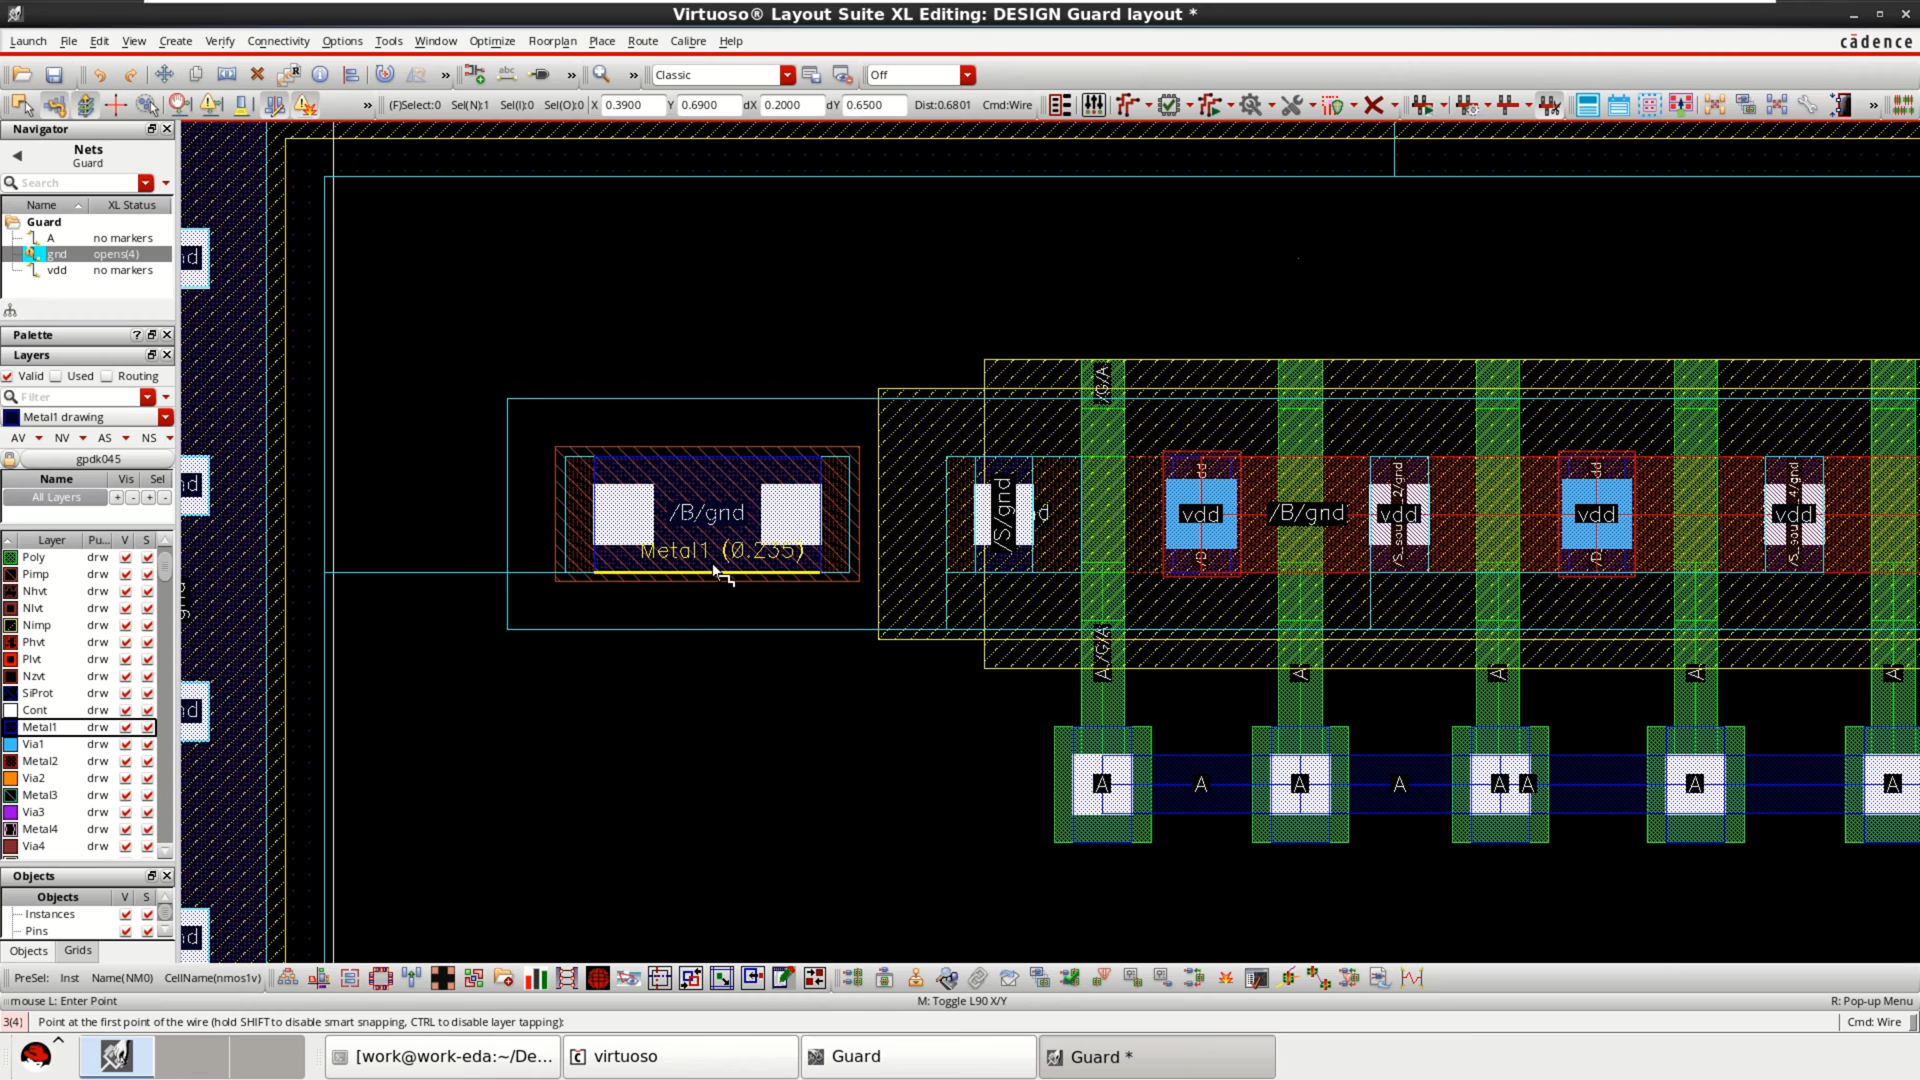 Virtuoso® Layout Suite XL Editing: DESIGN Guard layout *
Launch File Edit View Create Verify Connectivity Options Tools Window Optimize Floorplan Place Route Calibre Help
cādence
Classic
Off
(F)Select:0 Sel(N):1 Sel(I):0 Sel(O):0 X 0.3900 Y 0.6900 dX 0.2000 dY 0.6500 Dist:0.6801 Cmd:Wire
Navigator
Nets
Guard
Search
Name XL Status
Guard
A no markers
gnd opens(4)
vdd no markers
Palette
Layers
Valid Used Routing
Filter
Metal1 drawing
AV NV AS NS
gpdk045
Name Vis Sel
All Layers + - + -
Layer Pu... V S
Poly drw
Pimp drw
Nhvt drw
Nlvt drw
Nimp drw
Phvt drw
Plvt drw
Nzvt drw
SiProt drw
Cont drw
Metal1 drw
Via1 drw
Metal2 drw
Via2 drw
Metal3 drw
Via3 drw
Metal4 drw
Via4 drw
Objects
Objects V S
Instances
Pins
Objects Grids
/G/A
/B/gnd
Metal1 (0.235)
/S/gnd
vdd
/B/gnd
vdd
vdd
vdd
/D
/D
A/G/A
A A A A
A A A A A A A A
PreSel: Inst Name(NM0) CellName(nmos1v)
mouse L: Enter Point M: Toggle L90 X/Y R: Pop-up Menu
3(4) Point at the first point of the wire (hold SHIFT to disable smart snapping, CTRL to disable layer tapping): Cmd: Wire
[work@work-eda:~/De... virtuoso Guard Guard *